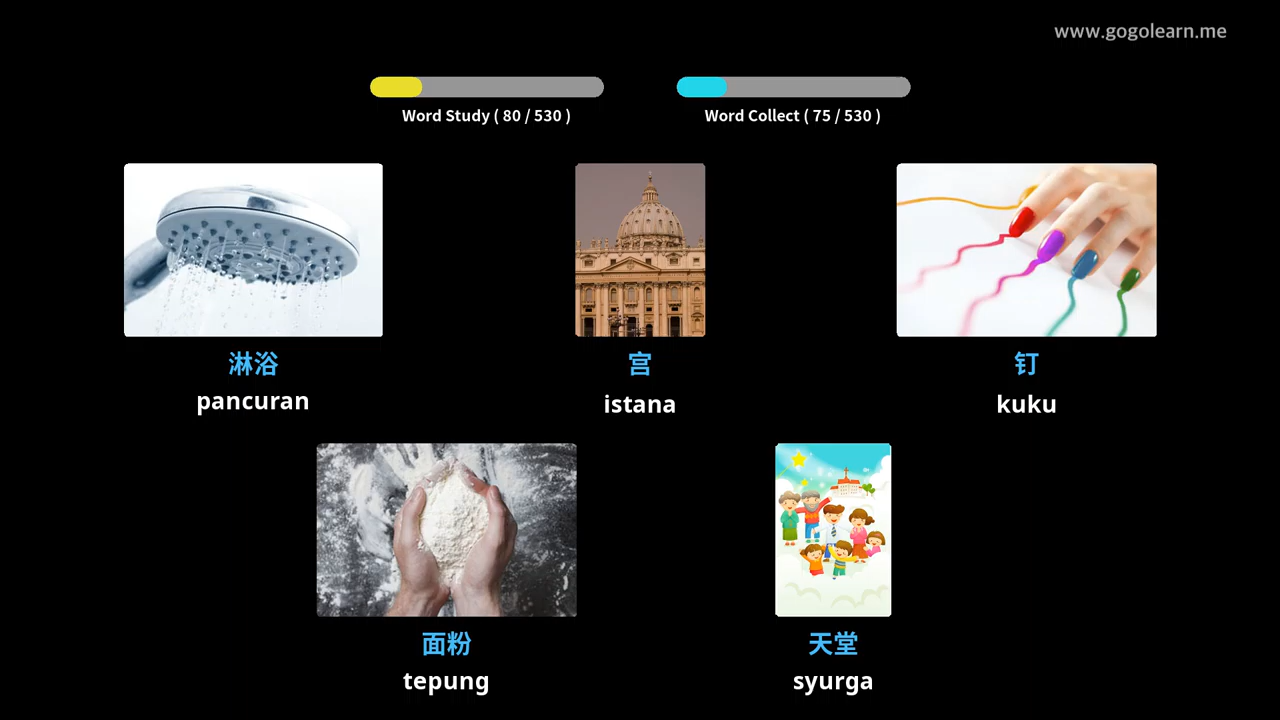 www.gogolearn.me
Word Study ( 80 / 530 )
Word Collect ( 75 / 530 )
淋浴
pancuran
宫
istana
钉
kuku
面粉
tepung
天堂
syurga